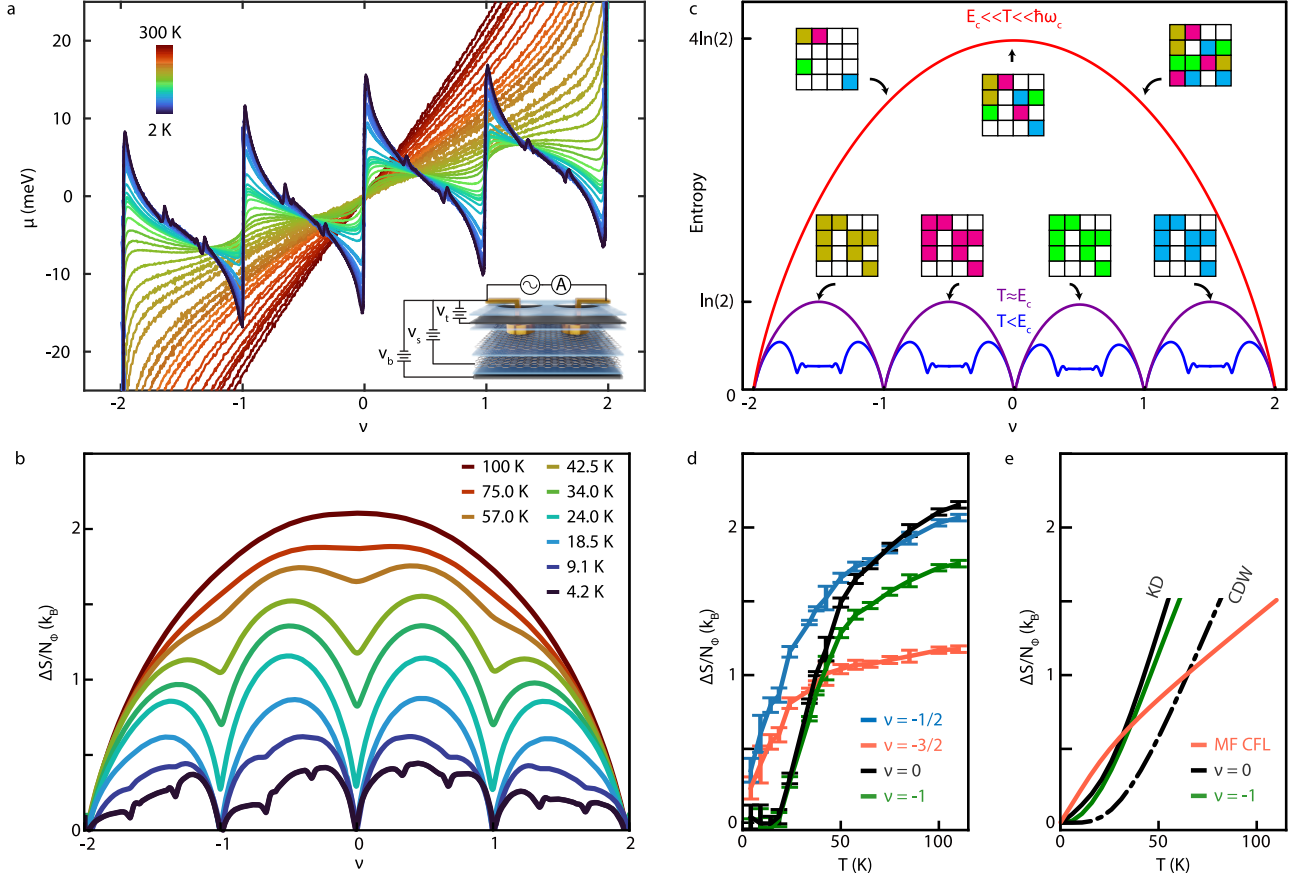 a
300 K
2 K
μ (meV)
20
10
0
-10
-20
-2
-1
0
1
2
ν
A
V_t
V_s
V_b
b
100 K
75.0 K
57.0 K
42.5 K
34.0 K
24.0 K
18.5 K
9.1 K
4.2 K
ΔS/N_Φ (k_B)
2
1
0
-2
-1
0
1
2
ν
c
E_c<<T<<ħω_c
4ln(2)
Entropy
ln(2)
T≈E_c
T<E_c
0
-2
-1
0
1
2
ν
d
ΔS/N_Φ (k_B)
2
1
0
ν = -1/2
ν = -3/2
ν = 0
ν = -1
0
50
100
T (K)
e
ΔS/N_Φ (k_B)
2
1
0
KD
CDW
MF CFL
ν = 0
ν = -1
0
50
100
T (K)